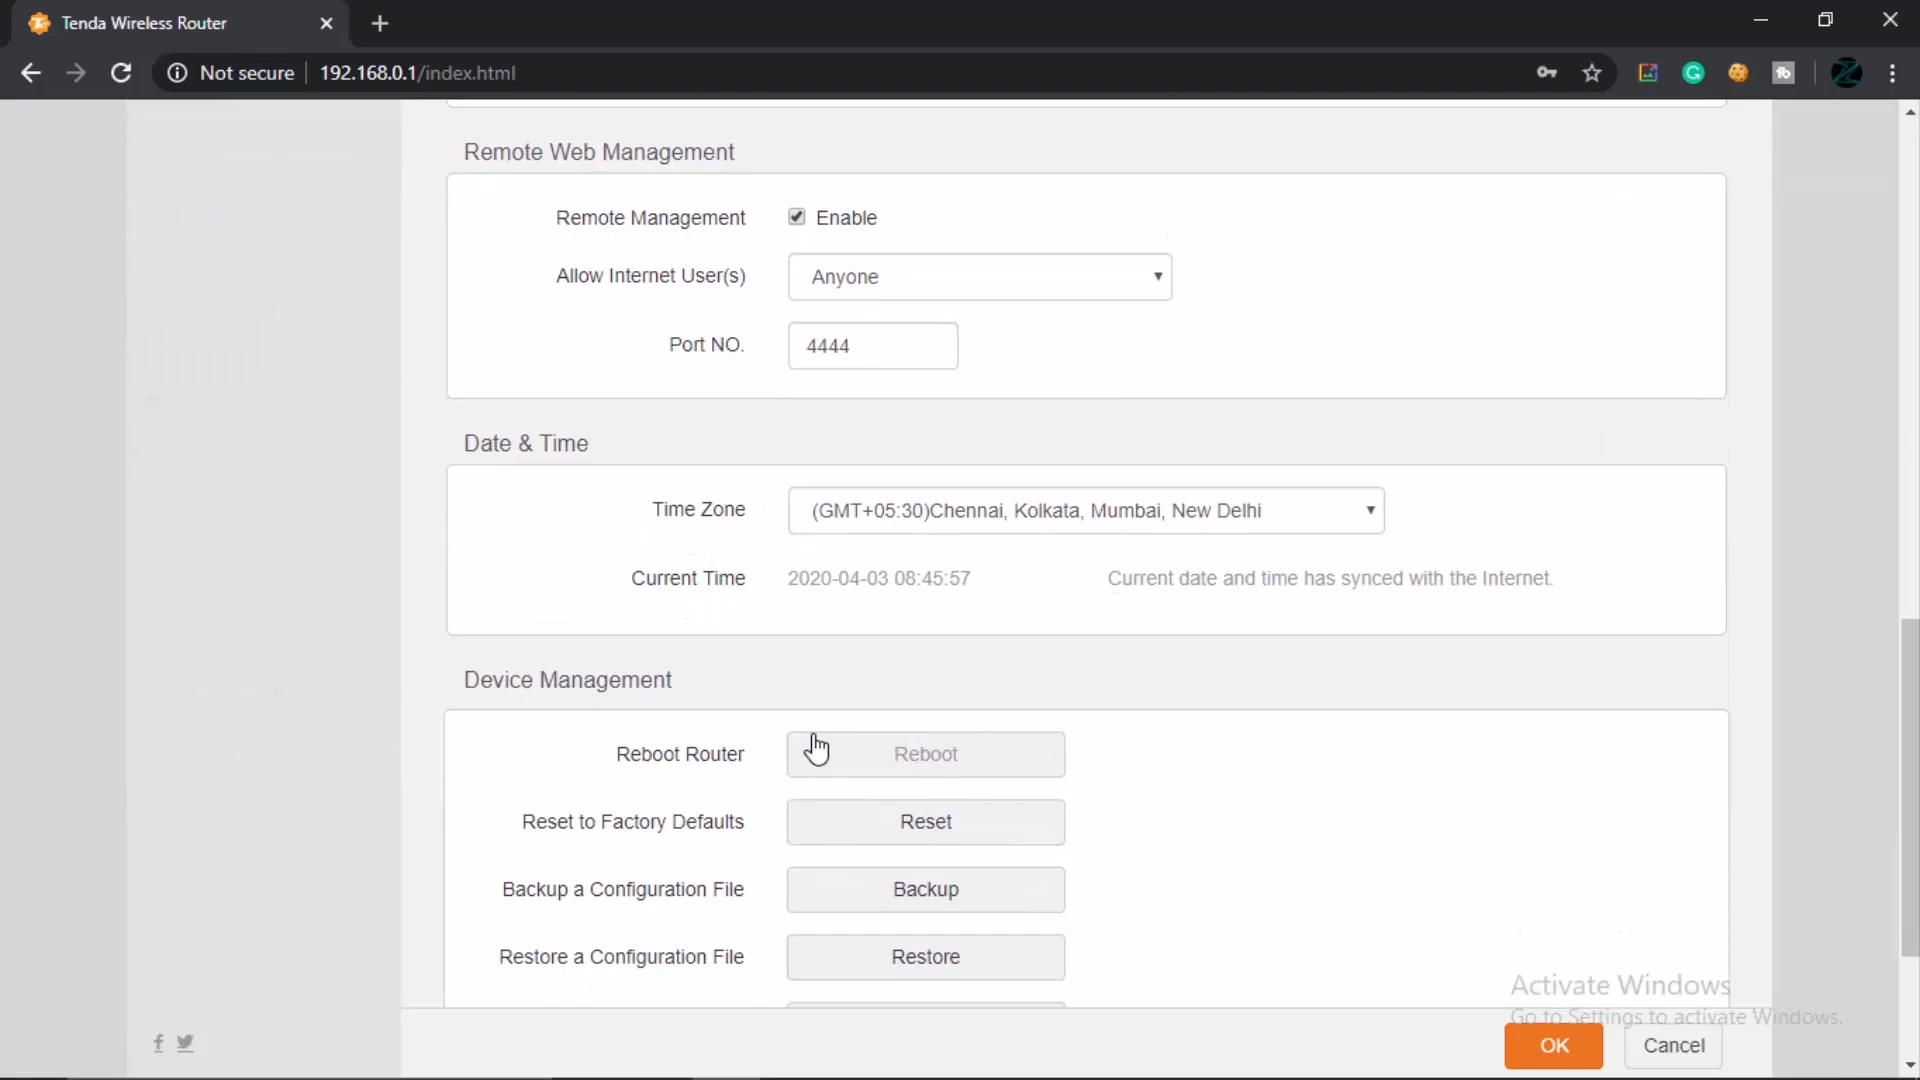 Tenda Wireless Router
Not secure
192.168.0.1/index.html
Remote Web Management
Remote Management
Enable
Allow Internet User(s)
Anyone
Port NO.
4444
Date & Time
Time Zone
(GMT+05:30)Chennai, Kolkata, Mumbai, New Delhi
Current Time
2020-04-03 08:45:57
Current date and time has synced with the Internet.
Device Management
Reboot Router
Reboot
Reset to Factory Defaults
Reset
Backup a Configuration File
Backup
Restore a Configuration File
Restore
Activate Windows
Go to Settings to activate Windows.
OK
Cancel